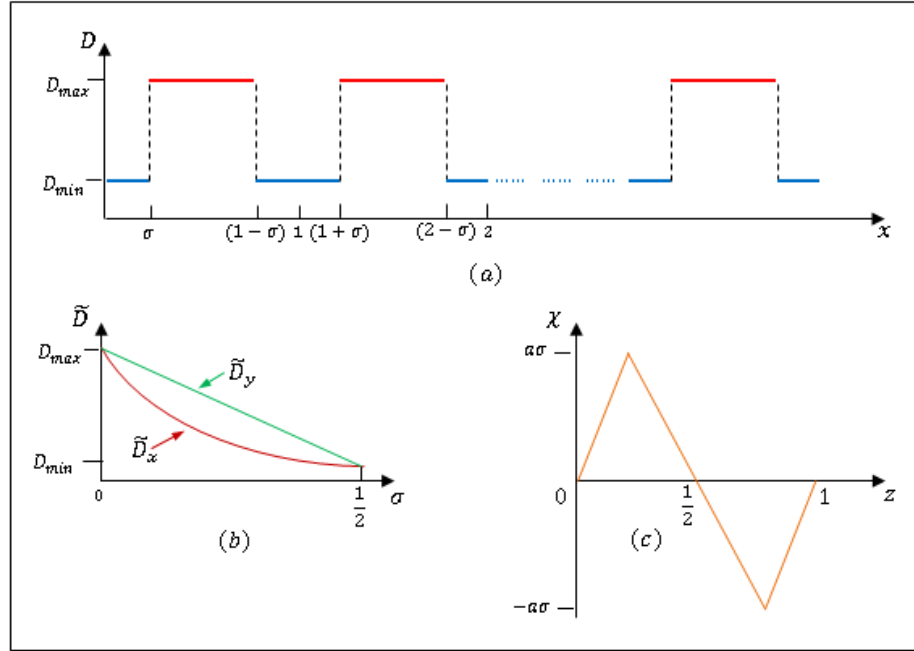 D
D_max
D_min
σ (1 − σ) 1 (1 + σ) (2 − σ) 2 x
(a)
D̃
D_max
D̃_y
D̃_x
D_min
0 1/2 σ
(b)
χ
aσ
0 1/2 1 z
(c)
−aσ